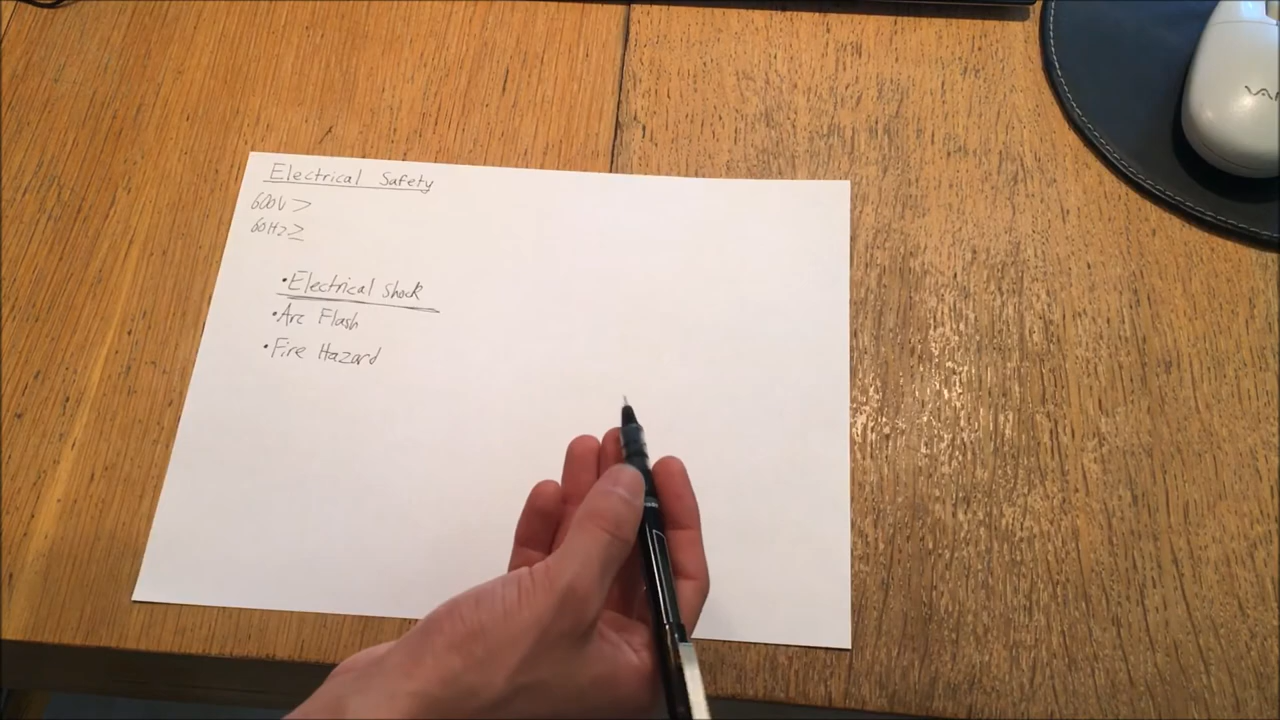 Electrical Safety
600V >
60Hz ≥
• Electrical Shock
• Arc Flash
• Fire Hazard